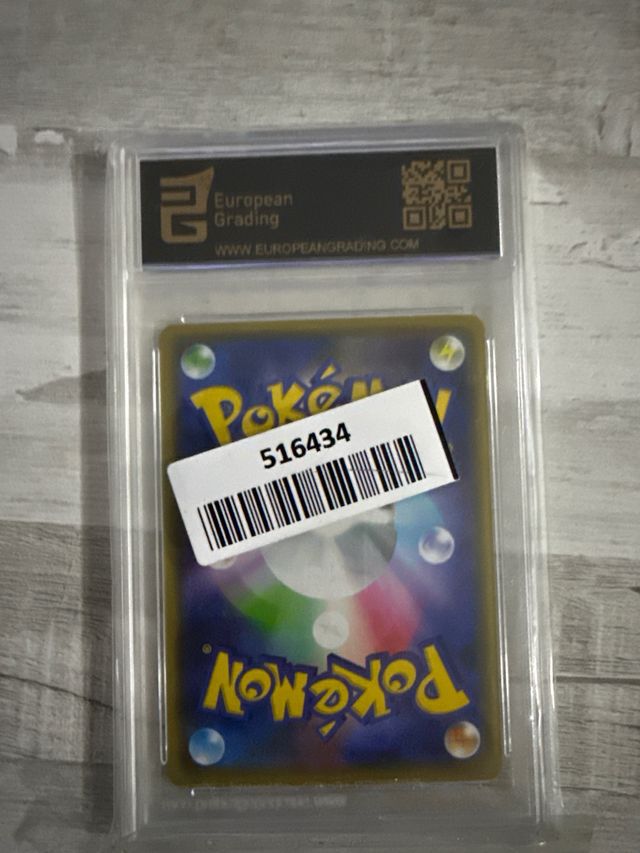 European
Grading
WWW.EUROPEANGRADING.COM
POKéMON
516434
POKéMON
®